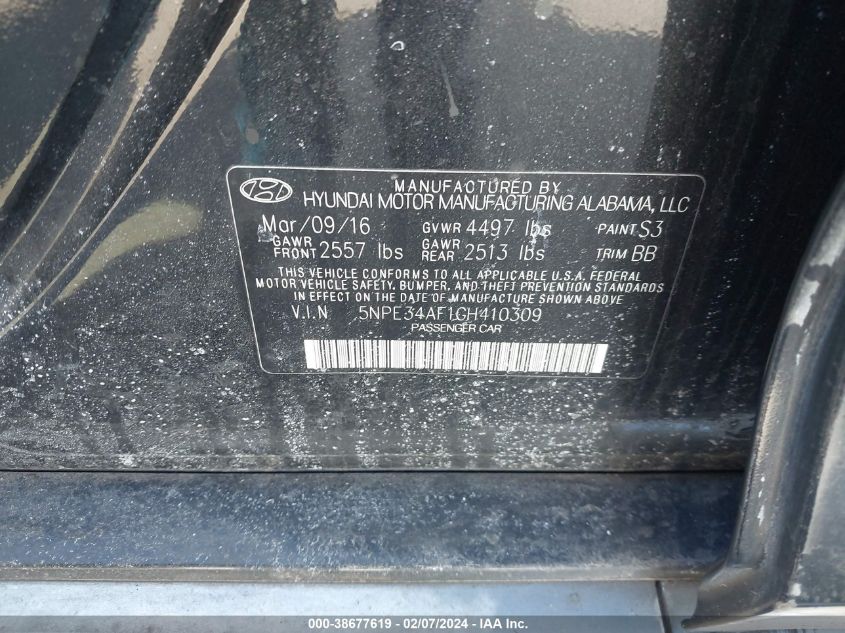 MANUFACTURED BY
HYUNDAI MOTOR MANUFACTURING ALABAMA, LLC
Mar/09/16 GVWR 4497 lbs PAINT S3
GAWR FRONT 2557 lbs GAWR REAR 2513 lbs TRIM BB
THIS VEHICLE CONFORMS TO ALL APPLICABLE U.S.A. FEDERAL
MOTOR VEHICLE SAFETY, BUMPER, AND THEFT PREVENTION STANDARDS
IN EFFECT ON THE DATE OF MANUFACTURE SHOWN ABOVE
V.I.N 5NPE34AF1GH410309
PASSENGER CAR
000-38677619 - 02/07/2024 - IAA Inc.